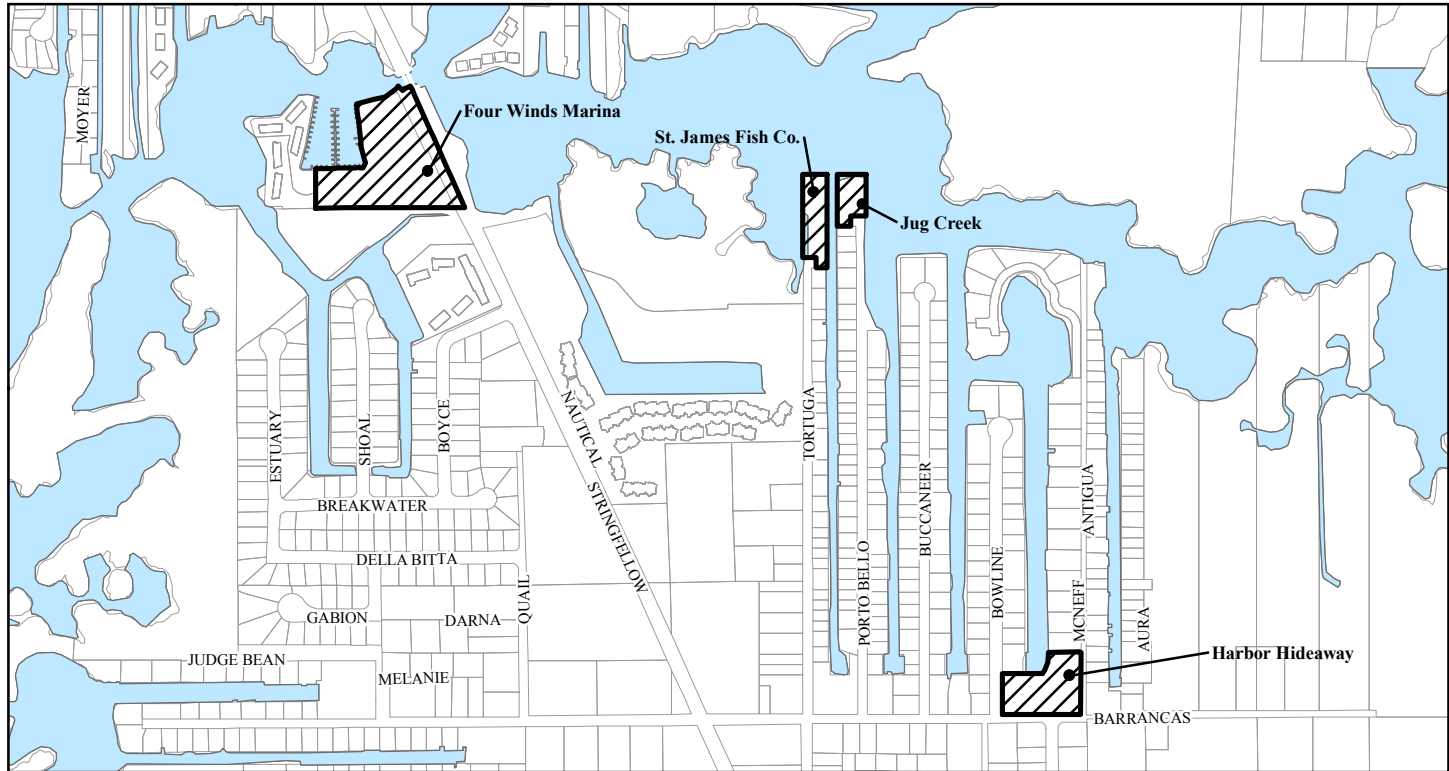 MOYER
Four Winds Marina
St. James Fish Co.
Jug Creek
ESTUARY
SHOAL
BOYCE
NAUTICAL
STRINGFELLOW
TORTUGA
PORTO BELLO
BUCCANEER
BOWLINE
ANTIGUA
MCNEFF
AURA
BREAKWATER
DELLA BITTA
QUAIL
GABION
DARNA
JUDGE BEAN
MELANIE
Harbor Hideaway
BARRANCAS